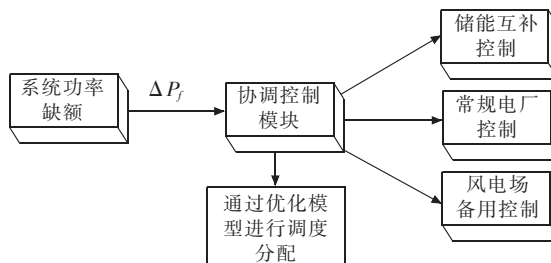 储能互补
控制
系统功率
缺额
ΔP_f
协调控制
模块
常规电厂
控制
风电场
备用控制
通过优化模
型进行调度
分配